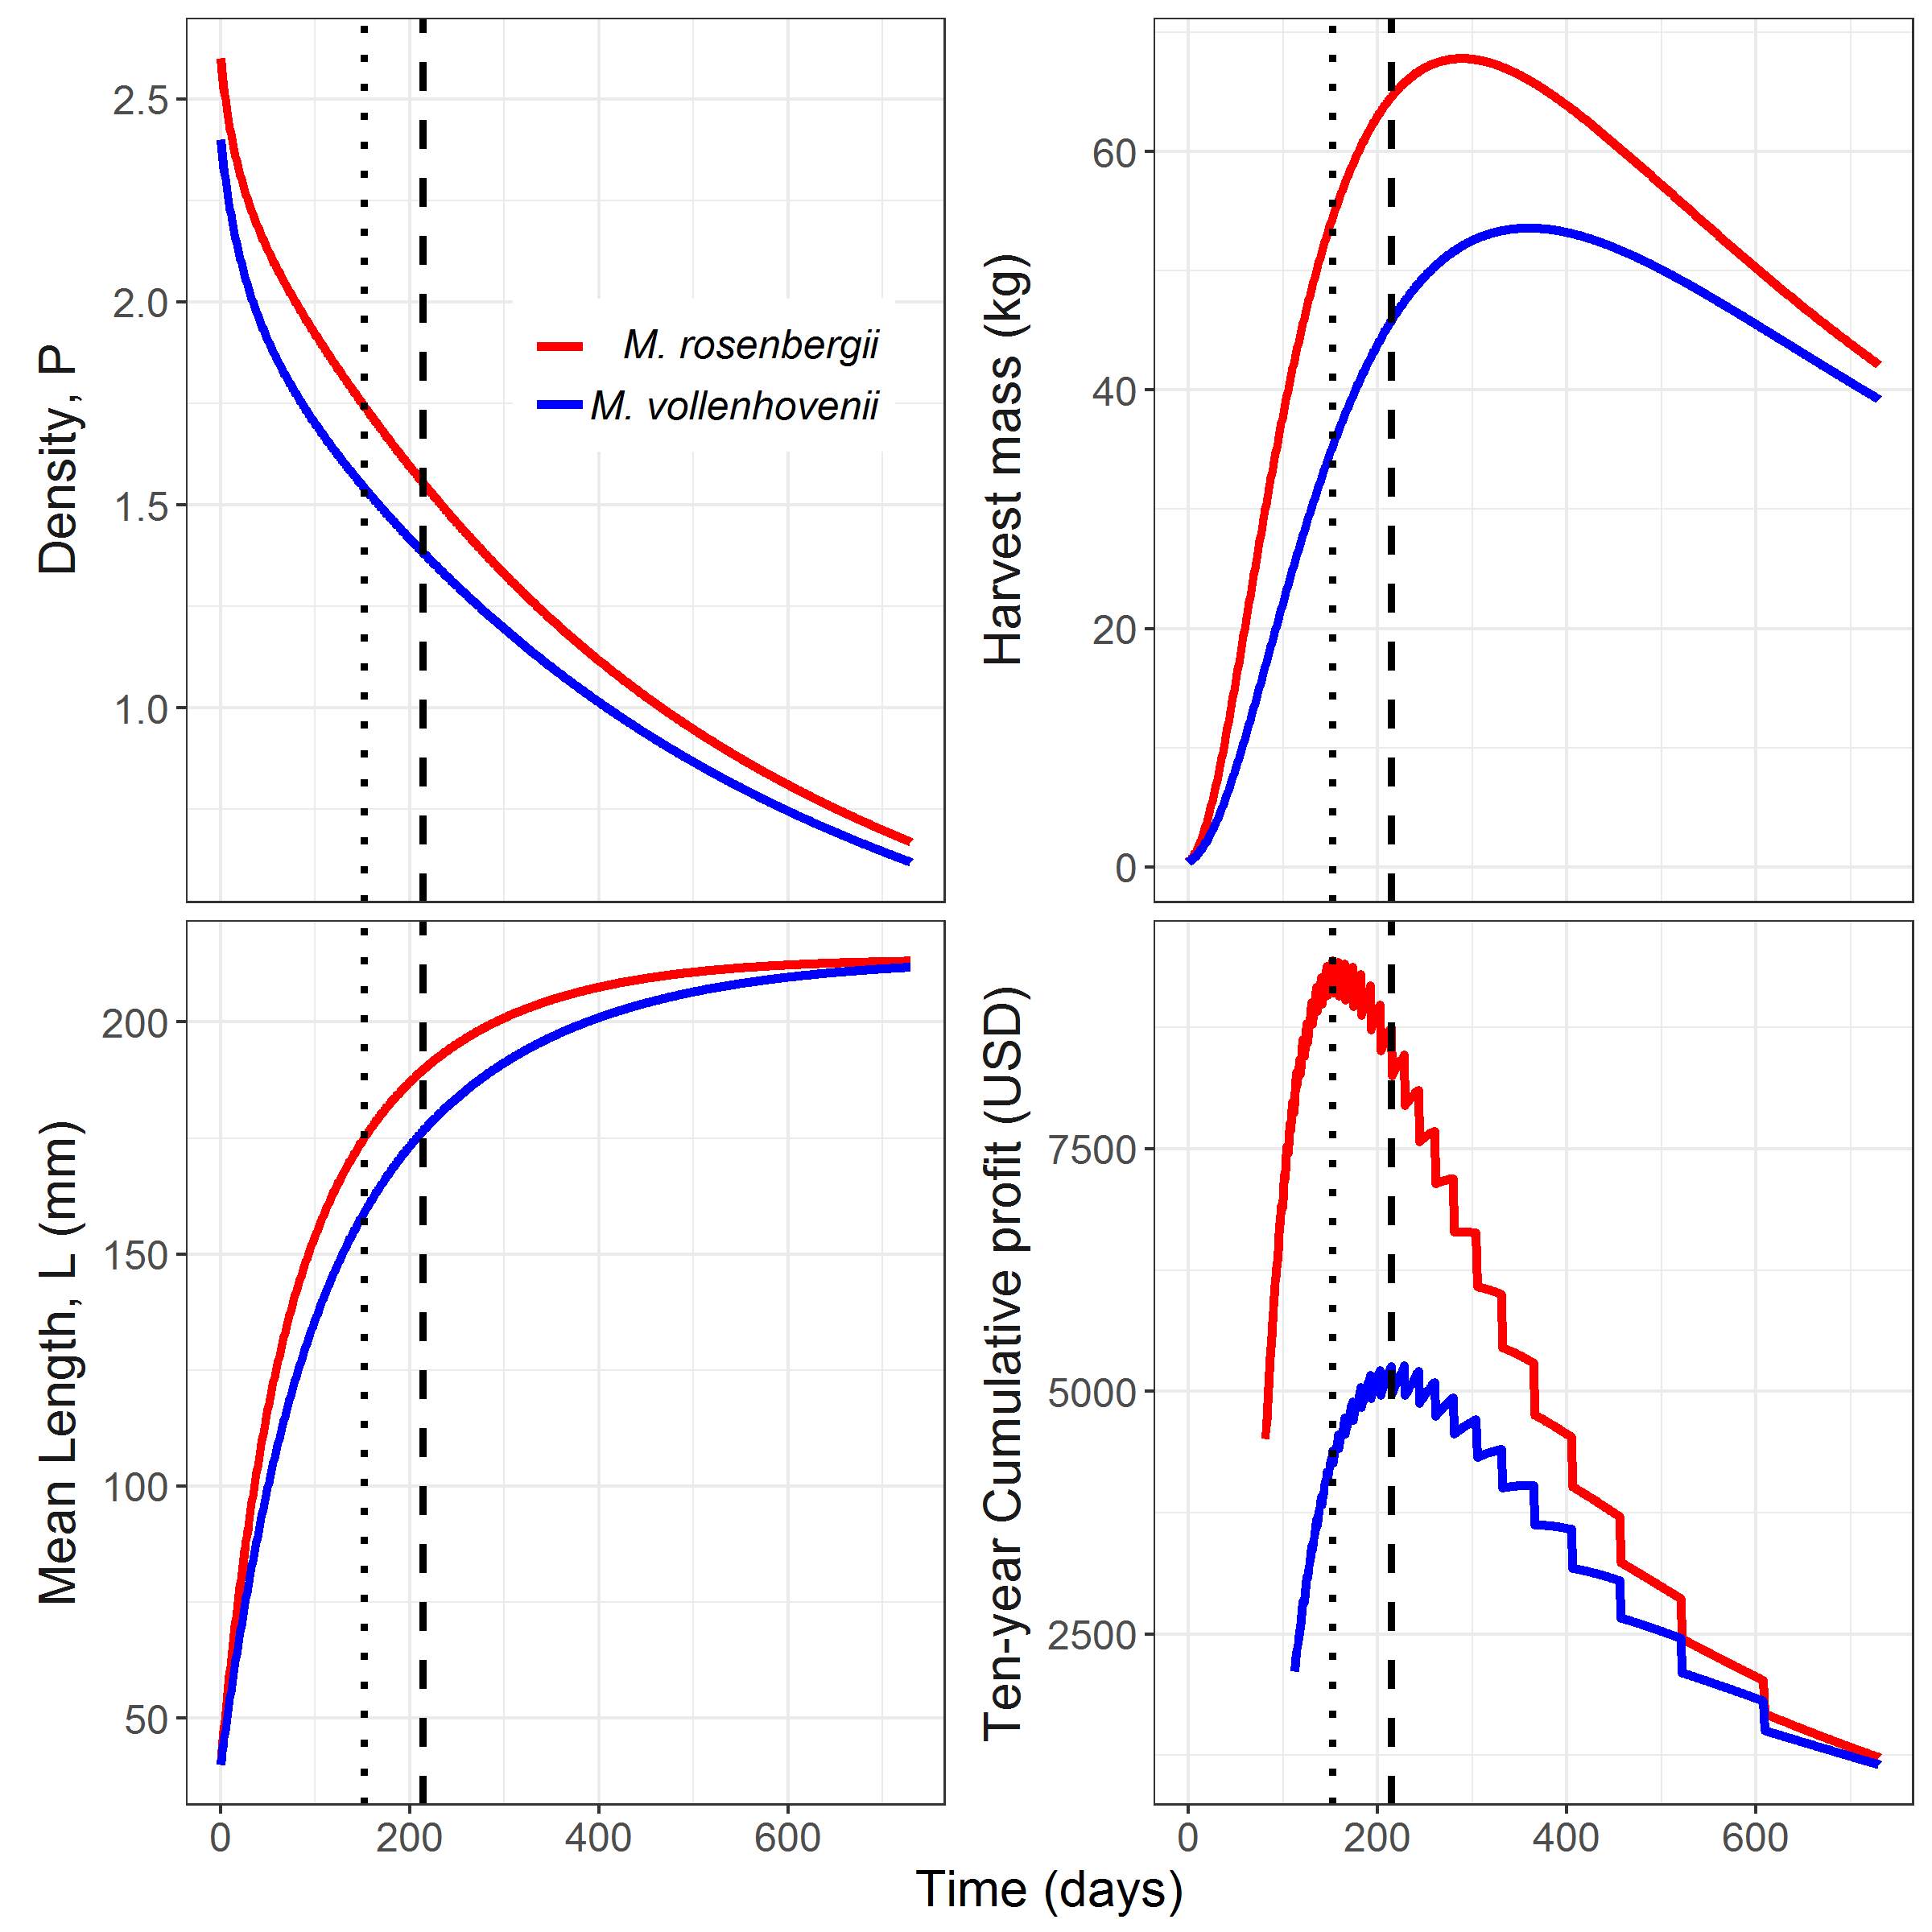 Density, P
2.5
2.0
1.5
1.0
M. rosenbergii
M. vollenhovenii
Harvest mass (kg)
60
40
20
0
Mean Length, L (mm)
200
150
100
50
0 200 400 600
Ten-year Cumulative profit (USD)
7500
5000
2500
0 200 400 600
Time (days)